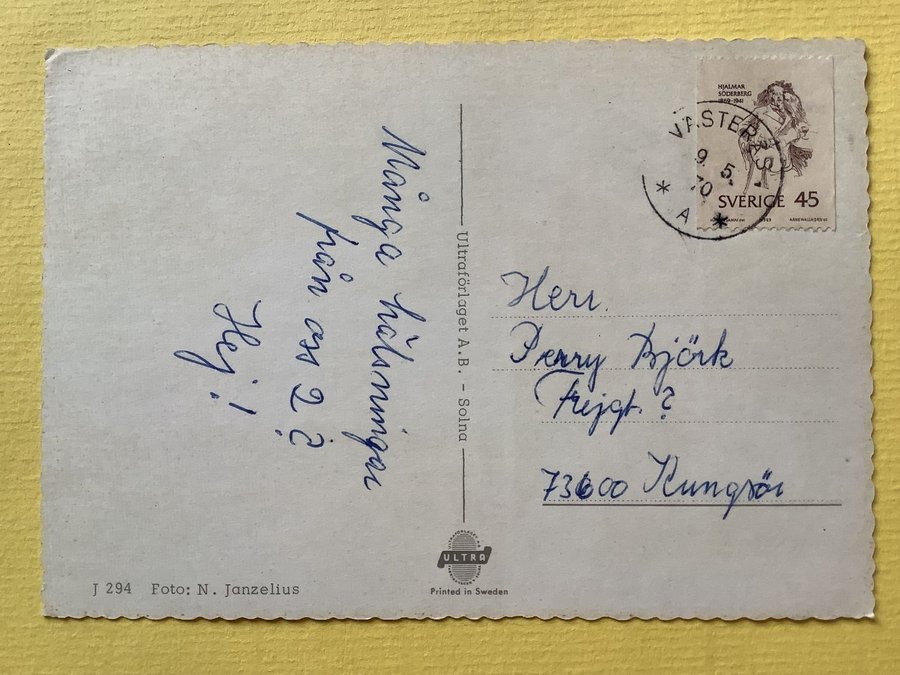 Många hälsningar
från oss 2?
Hej!
Ultraförlaget A.B. - Solna
ULTRA
Printed in Sweden
J 294 Foto: N. Janzelius
HJALMAR
SÖDERBERG
1869-1941
SVERIGE 45
VÄSTERÅS
9. 5.
70
* A *
Herr.
Perry Björk
Frejgt. ?
73600 Kungsör